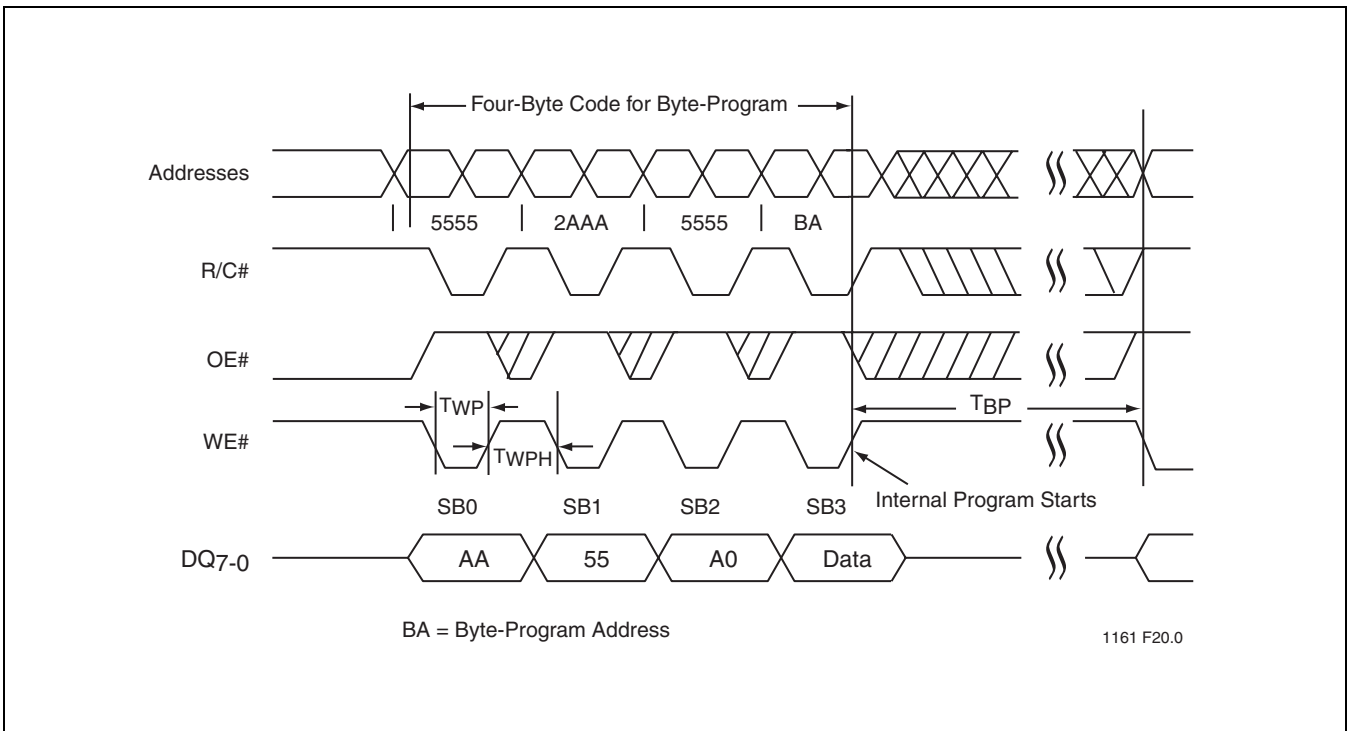 Four-Byte Code for Byte-Program
Addresses
5555 2AAA 5555 BA
R/C#
OE#
TWP
TBP
WE#
TWPH
Internal Program Starts
SB0 SB1 SB2 SB3
DQ7-0
AA 55 A0 Data
BA = Byte-Program Address
1161 F20.0